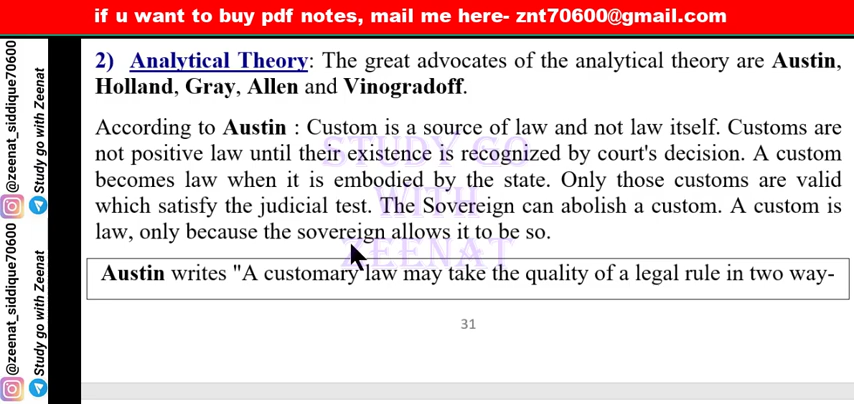 if u want to buy pdf notes, mail me here- znt70600@gmail.com
2) Analytical Theory: The great advocates of the analytical theory are Austin,
Holland, Gray, Allen and Vinogradoff.
According to Austin : Custom is a source of law and not law itself. Customs are
not positive law until their existence is recognized by court's decision. A custom
becomes law when it is embodied by the state. Only those customs are valid
which satisfy the judicial test. The Sovereign can abolish a custom. A custom is
law, only because the sovereign allows it to be so.
Austin writes "A customary law may take the quality of a legal rule in two way-
31
STUDY GO
WITH
ZEENAT
@zeenat_siddique70600
Study go with Zeenat
@zeenat_siddique70600
Study go with Zeenat